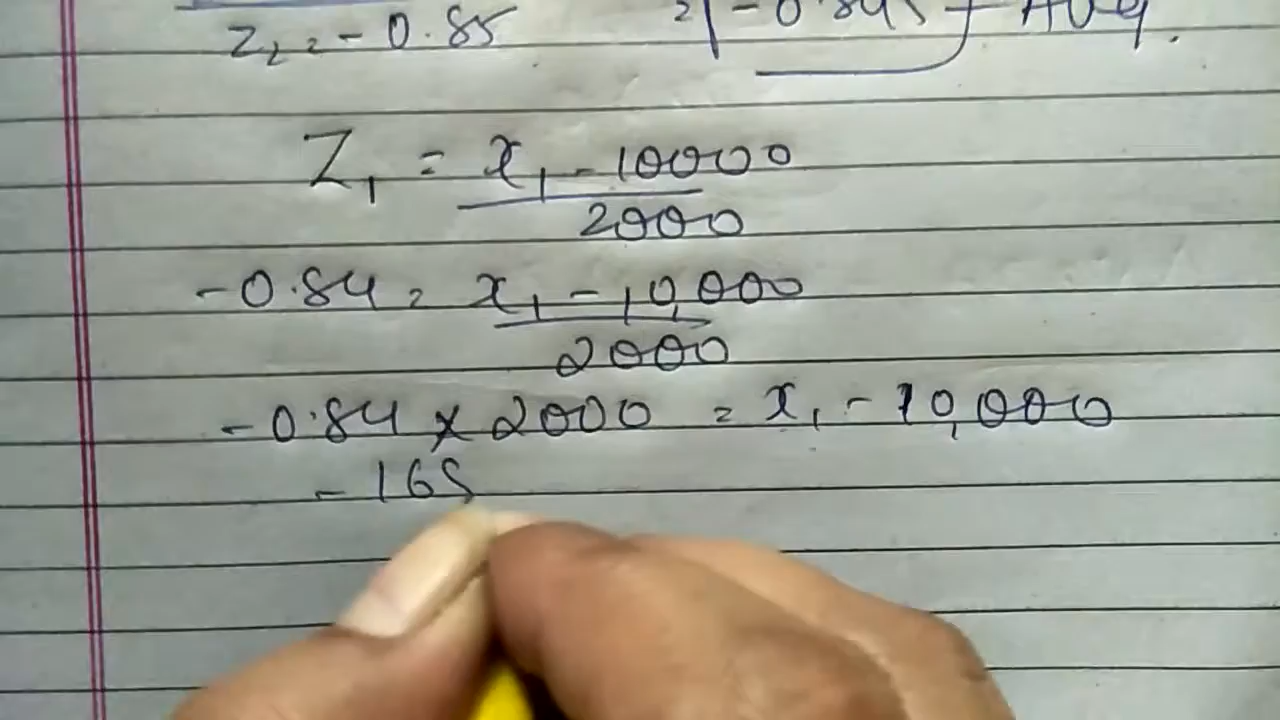 Z₂ = -0.85
Z₁ = x₁ - 10000
2000
-0.84 = x₁ - 10,000
2000
-0.84 × 2000 = x₁ - 10,000
-168